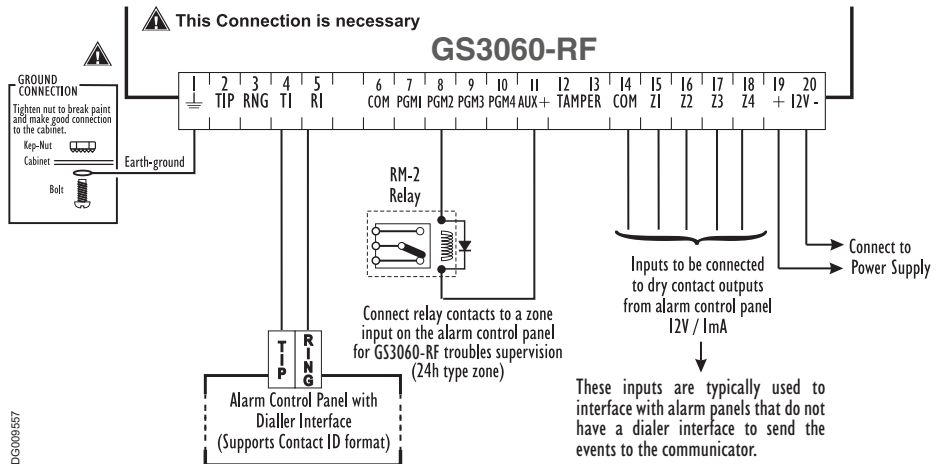 This Connection is necessary
GS3060-RF
1 2 3 4 5 6 7 8 9 10 11 12 13 14 15 16 17 18 19 20
TIP RNG T1 R1 COM PGM1 PGM2 PGM3 PGM4 AUX+ TAMPER COM Z1 Z2 Z3 Z4 + 12V -
GROUND
CONNECTION
Tighten nut to break paint
and make good connection
to the cabinet.
Kep-Nut
Cabinet
Bolt
Earth-ground
RM-2
Relay
Connect relay contacts to a zone
input on the alarm control panel
for GS3060-RF troubles supervision
(24h type zone)
TIP
RING
Alarm Control Panel with
Dialler Interface
(Supports Contact ID format)
Inputs to be connected
to dry contact outputs
from alarm control panel
12V / 1mA
Connect to
Power Supply
These inputs are typically used to
interface with alarm panels that do not
have a dialer interface to send the
events to the communicator.
DG009557